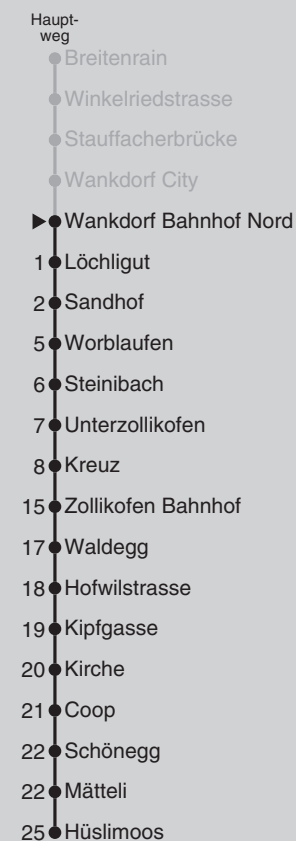 Haupt-
weg
Breitenrain
Winkelriedstrasse
Stauffacherbrücke
Wankdorf City
Wankdorf Bahnhof Nord
1 Löchligut
2 Sandhof
5 Worblaufen
6 Steinibach
7 Unterzollikofen
8 Kreuz
15 Zollikofen Bahnhof
17 Waldegg
18 Hofwilstrasse
19 Kipfgasse
20 Kirche
21 Coop
22 Schönegg
22 Mätteli
25 Hüslimoos